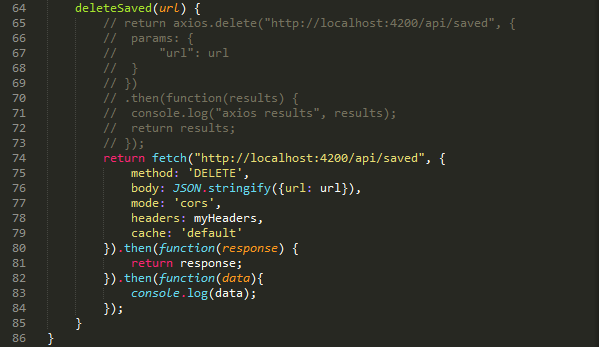 64 deleteSaved(url) {
65 // return axios.delete("http://localhost:4200/api/saved", {
66 // params: {
67 // "url": url
68 // }
69 // })
70 // .then(function(results) {
71 // console.log("axios results", results);
72 // return results;
73 // });
74 return fetch("http://localhost:4200/api/saved", {
75 method: 'DELETE',
76 body: JSON.stringify({url: url}),
77 mode: 'cors',
78 headers: myHeaders,
79 cache: 'default'
80 }).then(function(response) {
81 return response;
82 }).then(function(data){
83 console.log(data);
84 });
85 }
86 }